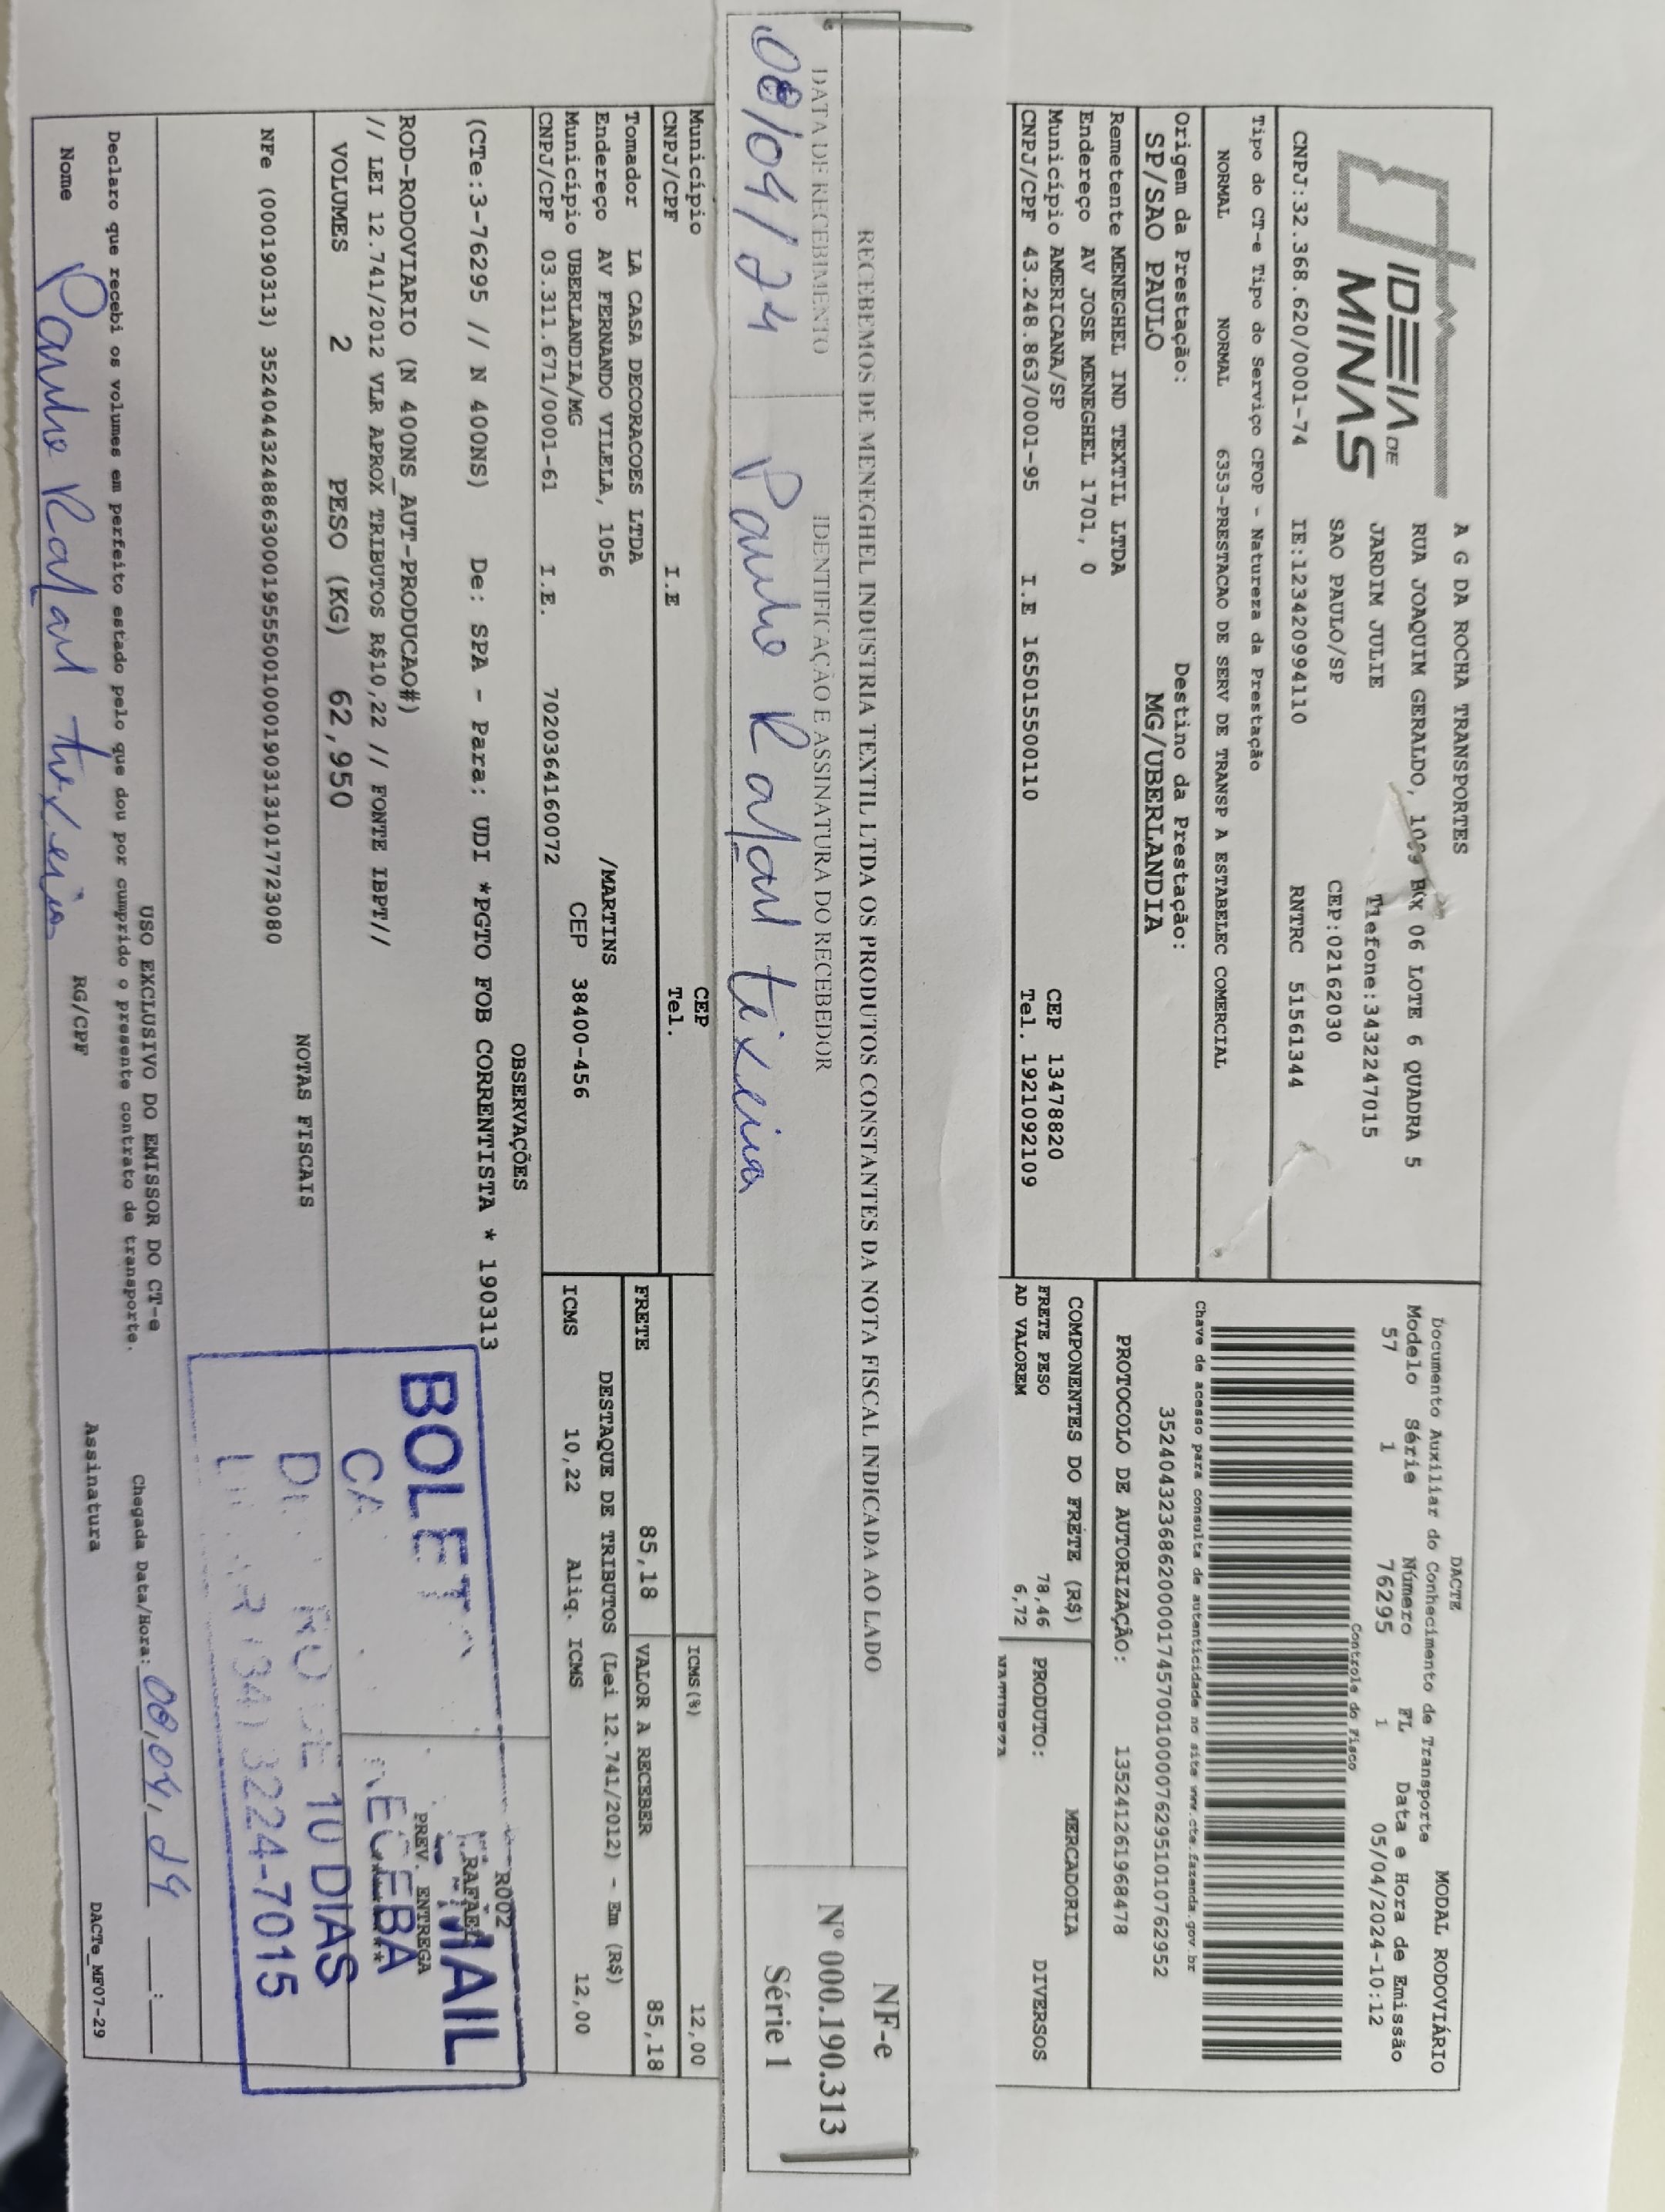 IDEIA DE
MINAS
A G DA ROCHA TRANSPORTES
RUA JOAQUIM GERALDO, BOX 06 LOTE 6 QUADRA 5
JARDIM JULIE Tlefone:3432247015
SAO PAULO/SP CEP:02162030
CNPJ:32.368.620/0001-74 IE:123420994110 RNTRC 51561344
DACTE MODAL RODOVIÁRIO
Documento Auxiliar do Conhecimento de Transporte
Modelo Série Número FL Data e Hora de Emissão
57 1 76295 1 05/04/2024-10:12
Controle do Fisco
Tipo do CT-e Tipo do Serviço CFOP - Natureza da Prestação
NORMAL NORMAL 6353-PRESTACAO DE SERV DE TRANSP A ESTABELEC COMERCIAL
Chave de acesso para consulta de autenticidade no site www.cte.fazenda.gov.br
35240432368620000174570010000762951010762952
Origem da Prestação: Destino da Prestação:
SP/SAO PAULO MG/UBERLANDIA
PROTOCOLO DE AUTORIZAÇÃO: 135241261968478
Remetente MENEGHEL IND TEXTIL LTDA
Endereço AV JOSE MENEGHEL 1701, 0
Município AMERICANA/SP CEP 13478820
CNPJ/CPF 43.248.863/0001-95 I.E 165015500110 Tel. 1921092109
COMPONENTES DO FRETE (R$) MERCADORIA
FRETE PESO 78,46 PRODUTO: DIVERSOS
AD VALOREM 6,72
NATUREZA
RECEBEMOS DE MENEGHEL INDUSTRIA TEXTIL LTDA OS PRODUTOS CONSTANTES DA NOTA FISCAL INDICADA AO LADO
DATA DE RECEBIMENTO IDENTIFICAÇÃO E ASSINATURA DO RECEBEDOR
08/04/24 Paulo Rafael teixeira
NF-e
Nº 000.190.313
Série 1
Município CEP
CNPJ/CPF I.E Tel.
ICMS(%) 12,00
Tomador LA CASA DECORACOES LTDA
Endereço AV FERNANDO VILELA, 1056 /MARTINS
Município UBERLANDIA/MG CEP 38400-456
CNPJ/CPF 03.311.671/0001-61 I.E. 7020364160072
FRETE 85,18 VALOR A RECEBER 85,18
DESTAQUE DE TRIBUTOS (Lei 12.741/2012) - Em (R$)
ICMS 10,22 Aliq. ICMS 12,00
OBSERVAÇÕES
(CTe:3-76295 // N 400NS) De: SPA - Para: UDI *PGTO FOB CORRENTISTA * 190313
ROD-RODOVIARIO (N 400NS_AUT-PRODUCAO#)
// LEI 12.741/2012 VLR APROX TRIBUTOS R$10,22 // FONTE IBPT//
R002
RAFAEL
PREV. ENTREGA
VOLUMES 2 PESO (KG) 62,950
NOTAS FISCAIS
NFe (000190313) 35240443248863000195550010001903131017723080
BOLETO
E-MAIL
RECEBA
10 DIAS
3224-7015
USO EXCLUSIVO DO EMISSOR DO CT-e
Declaro que recebi os volumes em perfeito estado pelo que dou por cumprido o presente contrato de transporte.
Chegada Data/Hora: 08,04,24 __:__
Nome Paulo Rafael teixeira RG/CPF Assinatura
DACTe_MF07-29